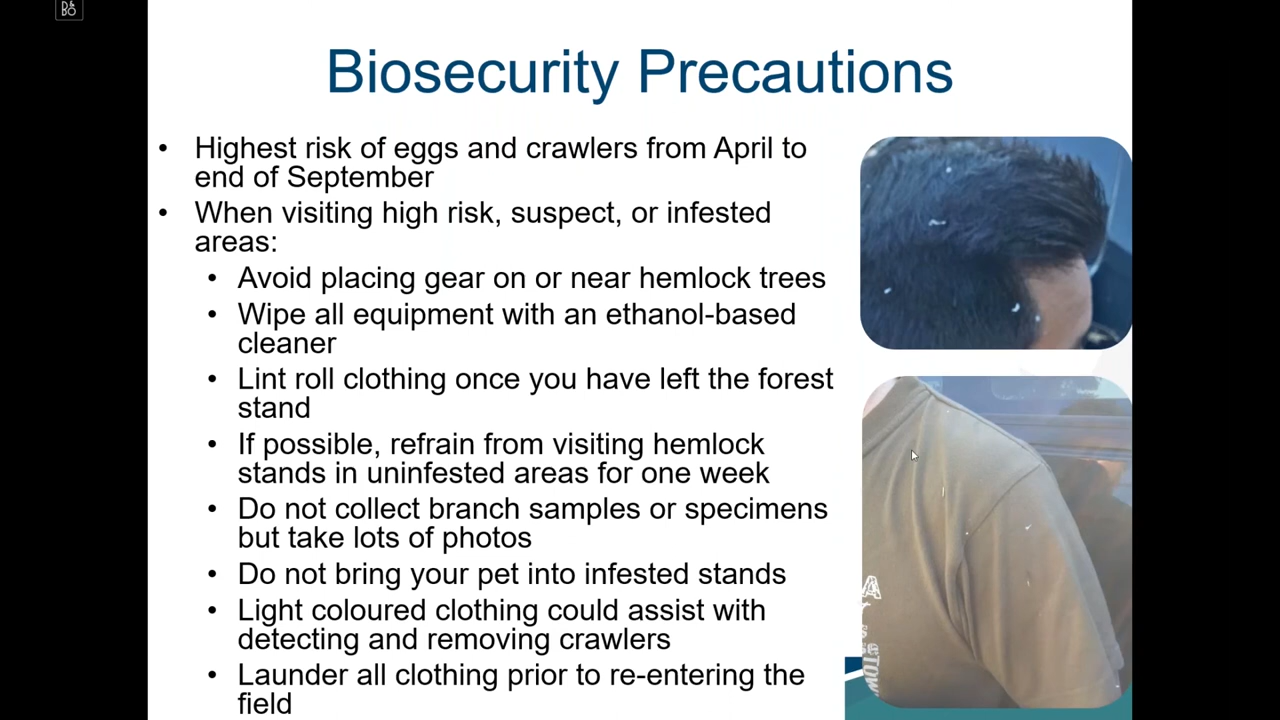 Biosecurity Precautions
• Highest risk of eggs and crawlers from April to
end of September
• When visiting high risk, suspect, or infested
areas:
• Avoid placing gear on or near hemlock trees
• Wipe all equipment with an ethanol-based
cleaner
• Lint roll clothing once you have left the forest
stand
• If possible, refrain from visiting hemlock
stands in uninfested areas for one week
• Do not collect branch samples or specimens
but take lots of photos
• Do not bring your pet into infested stands
• Light coloured clothing could assist with
detecting and removing crawlers
• Launder all clothing prior to re-entering the
field